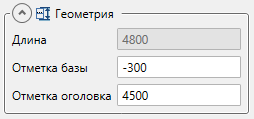 Геометрия
Длина 4800
Отметка базы -300
Отметка оголовка 4500